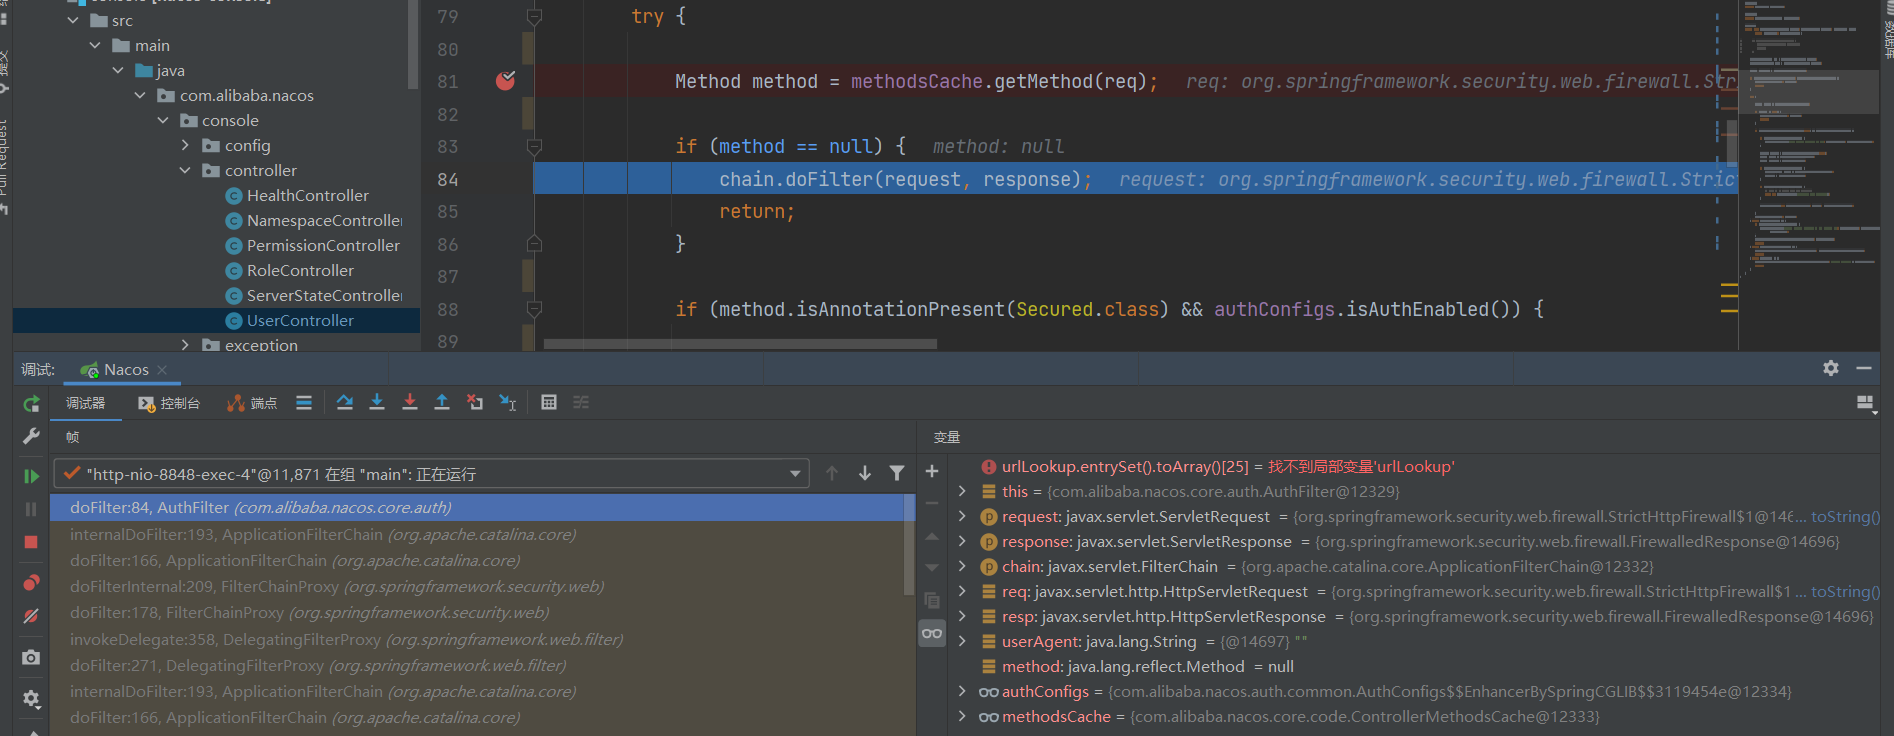 src
main
java
com.alibaba.nacos
console
config
controller
HealthController
NamespaceController
PermissionController
RoleController
ServerStateController
UserController
exception
提交
Pull Request
79 try {
80
81 Method method = methodsCache.getMethod(req); req: org.springframework.security.web.firewall.Str
82
83 if (method == null) { method: null
84 chain.doFilter(request, response); request: org.springframework.security.web.firewall.Stric
85 return;
86 }
87
88 if (method.isAnnotationPresent(Secured.class) && authConfigs.isAuthEnabled()) {
89
数据库
调试: Nacos
调试器 控制台 端点
帧
"http-nio-8848-exec-4"@11,871 在组 "main": 正在运行
doFilter:84, AuthFilter (com.alibaba.nacos.core.auth)
internalDoFilter:193, ApplicationFilterChain (org.apache.catalina.core)
doFilter:166, ApplicationFilterChain (org.apache.catalina.core)
doFilterInternal:209, FilterChainProxy (org.springframework.security.web)
doFilter:178, FilterChainProxy (org.springframework.security.web)
invokeDelegate:358, DelegatingFilterProxy (org.springframework.web.filter)
doFilter:271, DelegatingFilterProxy (org.springframework.web.filter)
internalDoFilter:193, ApplicationFilterChain (org.apache.catalina.core)
doFilter:166, ApplicationFilterChain (org.apache.catalina.core)
变量
urlLookup.entrySet().toArray()[25] = 找不到局部变量'urlLookup'
this = {com.alibaba.nacos.core.auth.AuthFilter@12329}
request: javax.servlet.ServletRequest = {org.springframework.security.web.firewall.StrictHttpFirewall$1@146... toString()
response: javax.servlet.ServletResponse = {org.springframework.security.web.firewall.FirewalledResponse@14696}
chain: javax.servlet.FilterChain = {org.apache.catalina.core.ApplicationFilterChain@12332}
req: javax.servlet.http.HttpServletRequest = {org.springframework.security.web.firewall.StrictHttpFirewall$1 ... toString()
resp: javax.servlet.http.HttpServletResponse = {org.springframework.security.web.firewall.FirewalledResponse@14696}
userAgent: java.lang.String = {@14697} ""
method: java.lang.reflect.Method = null
authConfigs = {com.alibaba.nacos.auth.common.AuthConfigs$$EnhancerBySpringCGLIB$$3119454e@12334}
methodsCache = {com.alibaba.nacos.core.code.ControllerMethodsCache@12333}